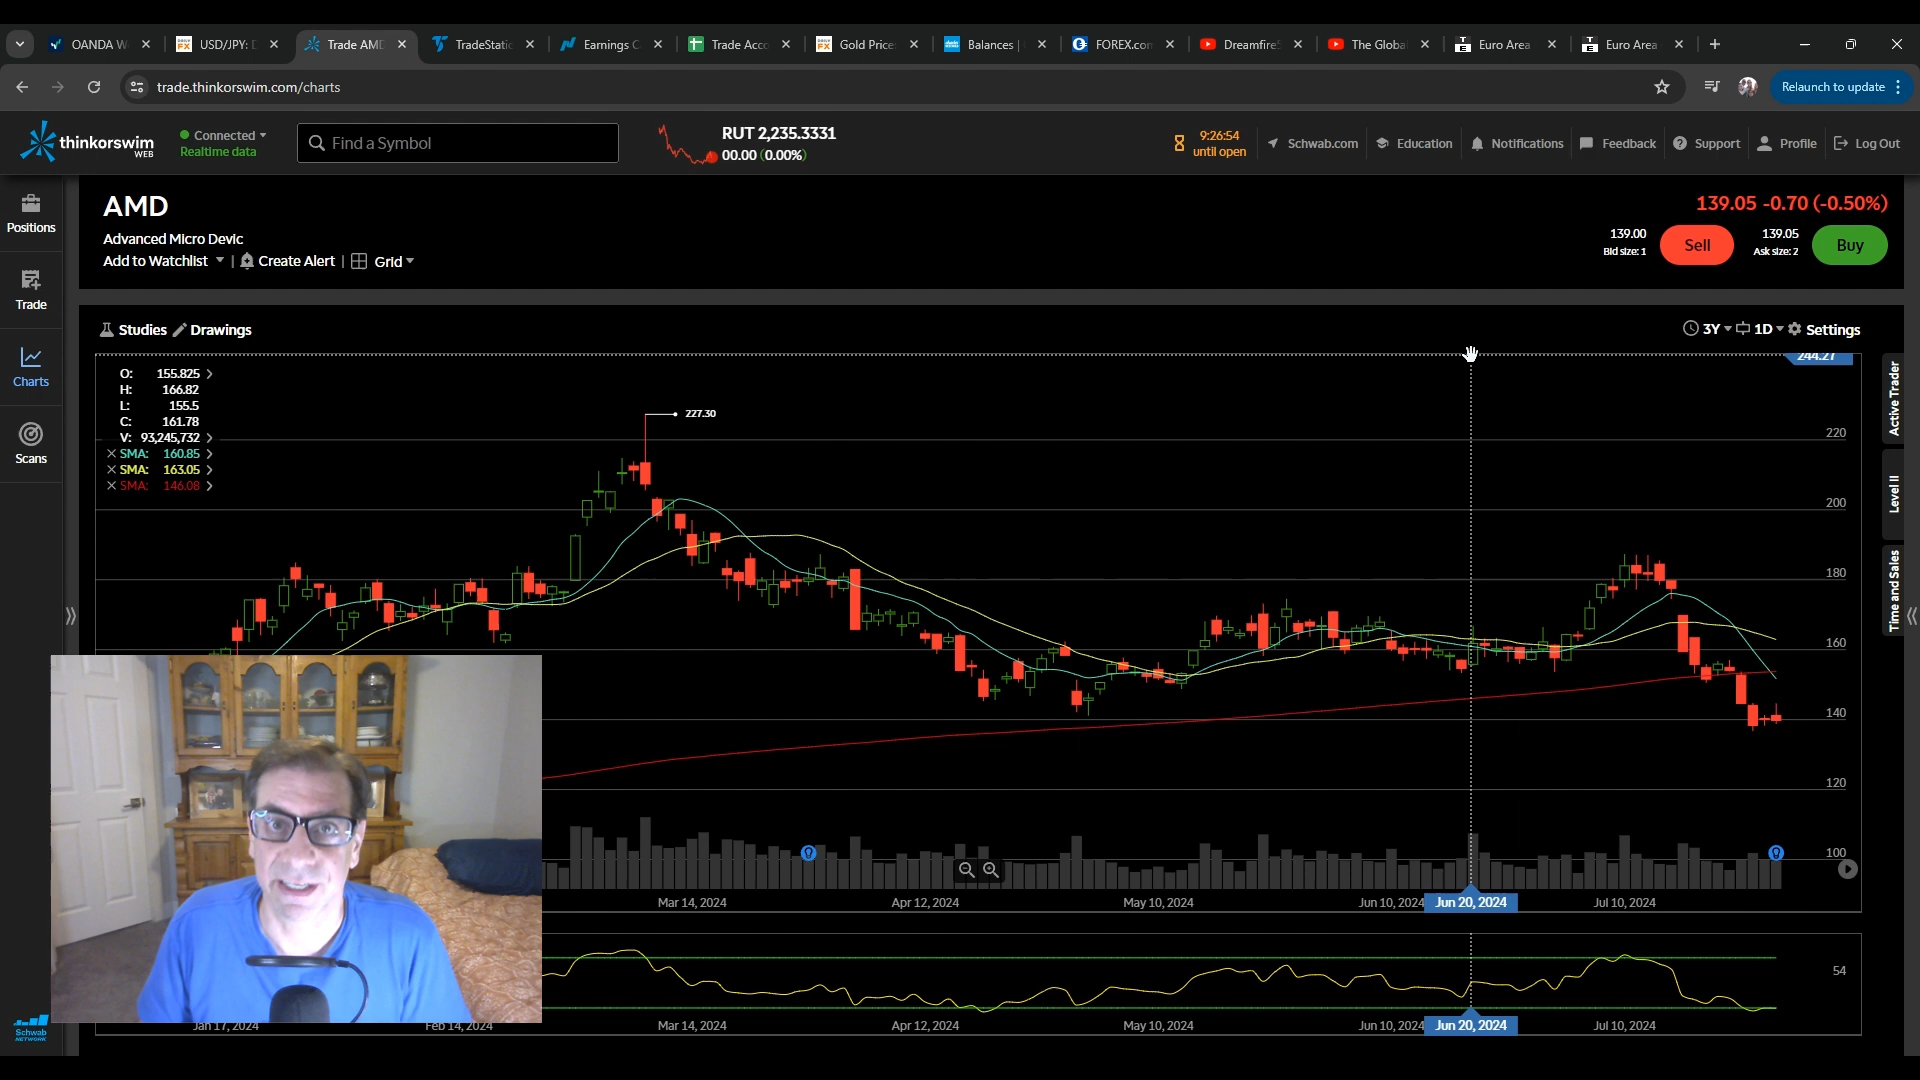 OANDA W
USD/JPY: D
Trade AMD
TradeStatic
Earnings C
Trade Acco
Gold Price
Balances |
FOREX.com
Dreamfire
The Globa
Euro Area
Euro Area
trade.thinkorswim.com/charts
Relaunch to update
thinkorswim
WEB
Connected
Realtime data
Find a Symbol
RUT 2,235.3331
00.00 (0.00%)
9:26:54
until open
Schwab.com
Education
Notifications
Feedback
Support
Profile
Log Out
Positions
Trade
Charts
Scans
Schwab
NETWORK
AMD
Advanced Micro Devic
Add to Watchlist | Create Alert | Grid
139.05 -0.70 (-0.50%)
139.00
Bid size: 1
Sell
139.05
Ask size: 2
Buy
Studies Drawings
3Y 1D Settings
O: 155.825
H: 166.82
L: 155.5
C: 161.78
V: 93,245,732
SMA: 160.85
SMA: 163.05
SMA: 146.08
227.30
244.27
220
200
180
160
140
120
100
Active Trader
Level II
Time and Sales
Mar 14, 2024 Apr 12, 2024 May 10, 2024 Jun 10, 2024 Jun 20, 2024 Jul 10, 2024
54
Jan 17, 2024 Feb 14, 2024 Mar 14, 2024 Apr 12, 2024 May 10, 2024 Jun 10, 2024 Jun 20, 2024 Jul 10, 2024